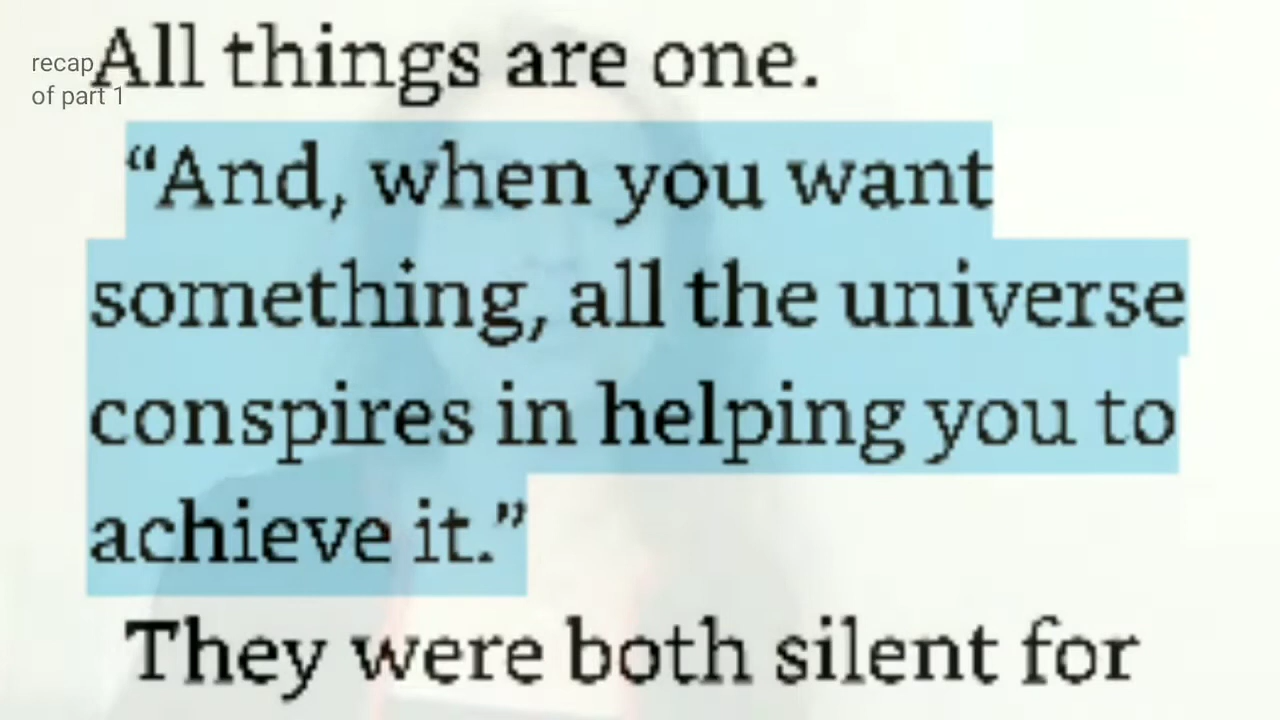 recap
of part 1
All things are one.
“And, when you want
something, all the universe
conspires in helping you to
achieve it.”
They were both silent for